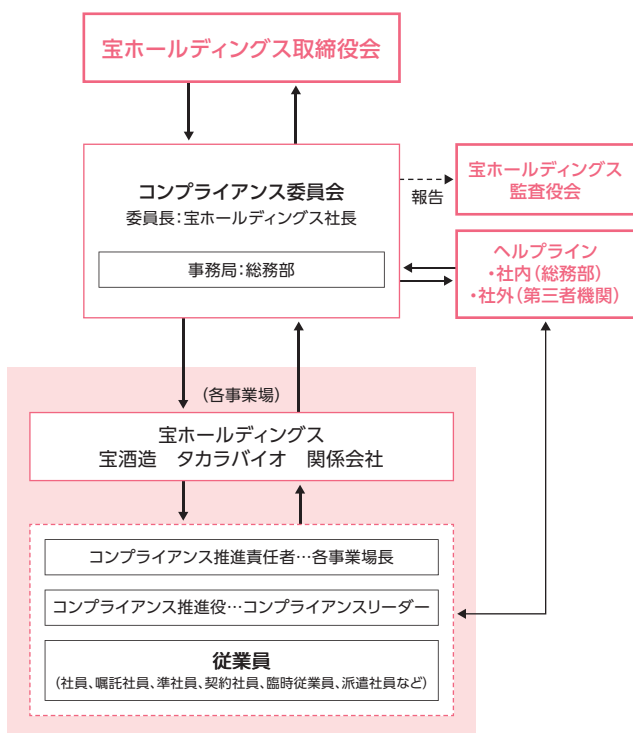 宝ホールディングス取締役会
コンプライアンス委員会
委員長:宝ホールディングス社長
事務局:総務部
報告
宝ホールディングス
監査役会
ヘルプライン
・社内(総務部)
・社外(第三者機関)
(各事業場)
宝ホールディングス
宝酒造　タカラバイオ　関係会社
コンプライアンス推進責任者…各事業場長
コンプライアンス推進役…コンプライアンスリーダー
従業員
(社員、嘱託社員、準社員、契約社員、臨時従業員、派遣社員など)